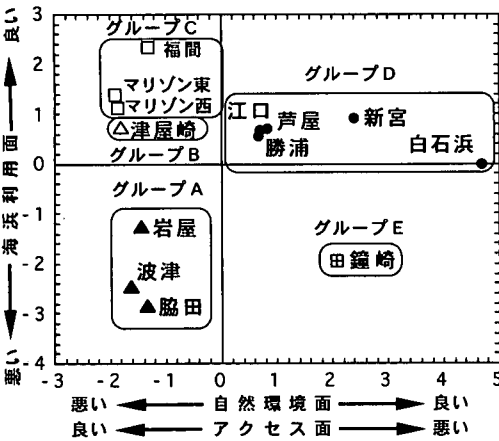 良い
海浜利用面
悪い
3
2
1
0
-1
-2
-3
-4
グループC
福間
マリゾン東
マリゾン西
津屋崎
グループB
グループD
江口
芦屋
勝浦
新宮
白石浜
グループA
岩屋
波津
脇田
グループE
鐘崎
-3 -2 -1 0 1 2 3 4 5
悪い 自然環境面 良い
良い アクセス面 悪い